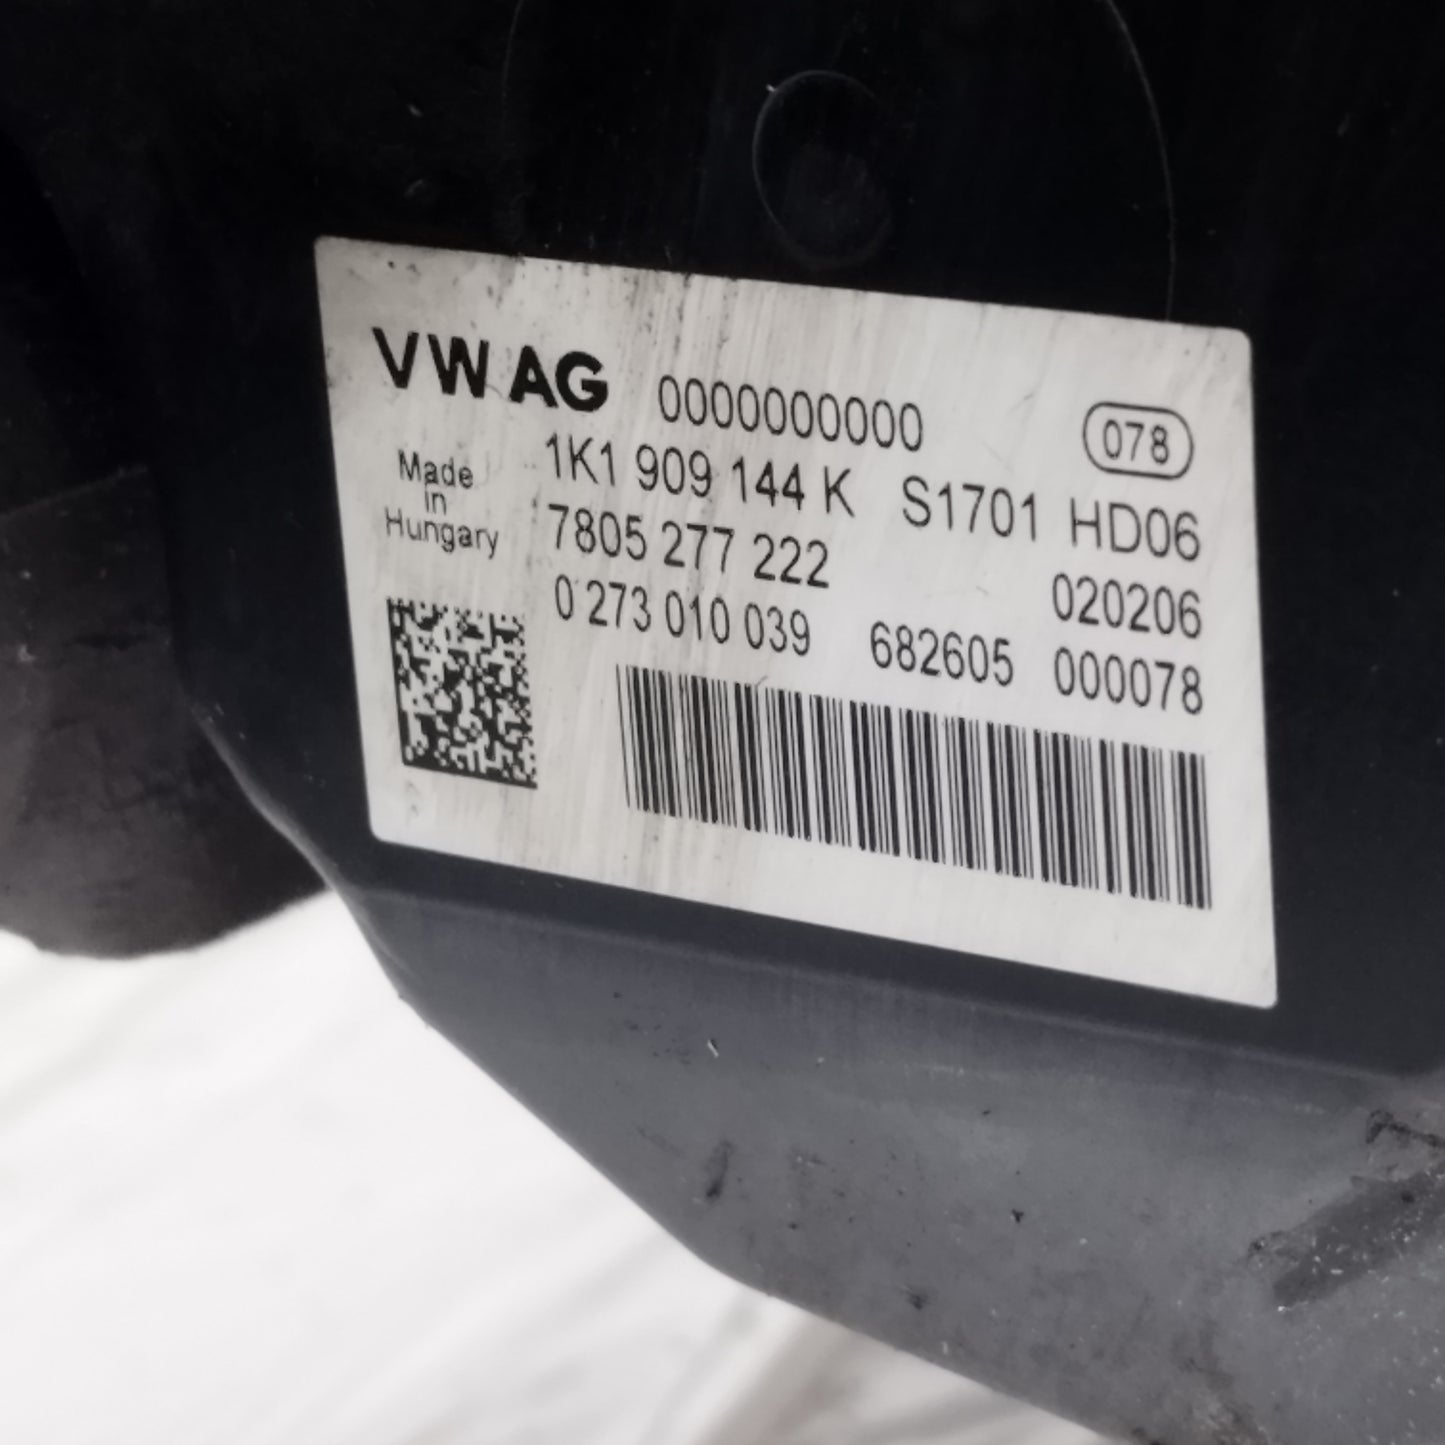 VW AG 0000000000 078
1K1 909 144 K S1701 HD06
Made
in
Hungary
7805 277 222 020206
0 273 010 039 682605 000078